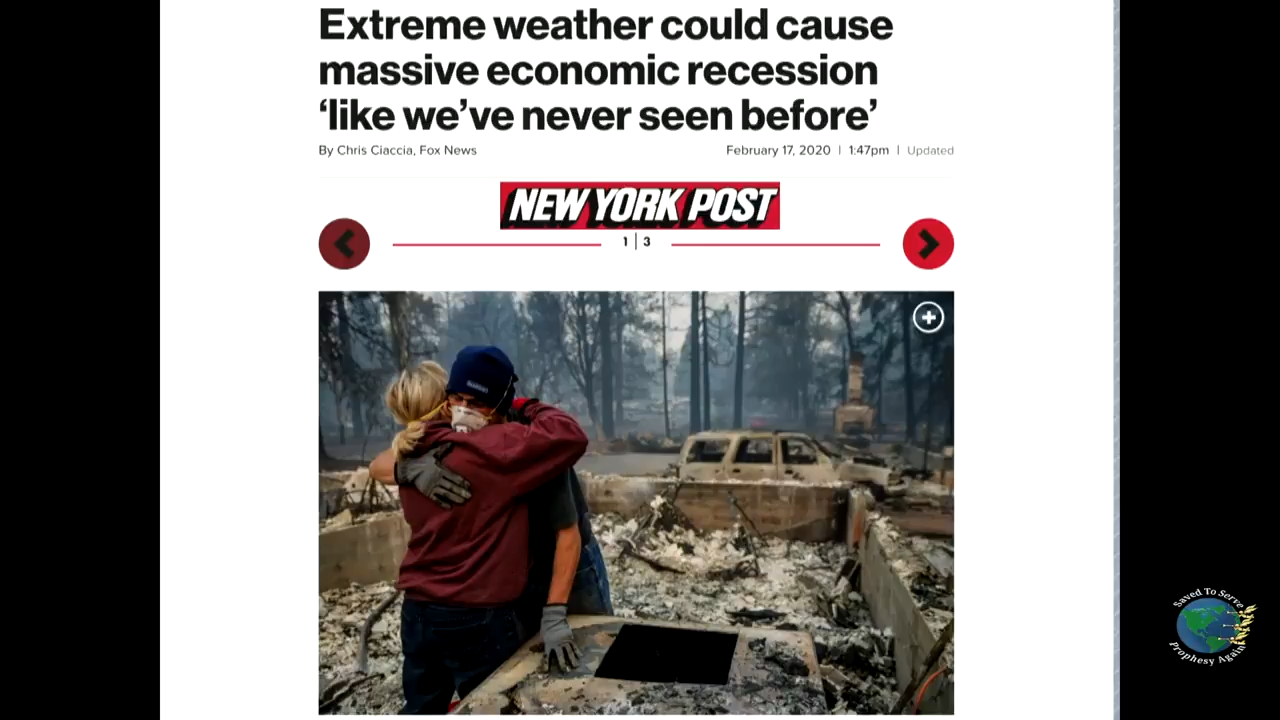 Extreme weather could cause
massive economic recession
‘like we’ve never seen before’
By Chris Ciaccia, Fox News
February 17, 2020 | 1:47pm | Updated
NEW YORK POST
1 | 3
Saved To Serve
Prophesy Again